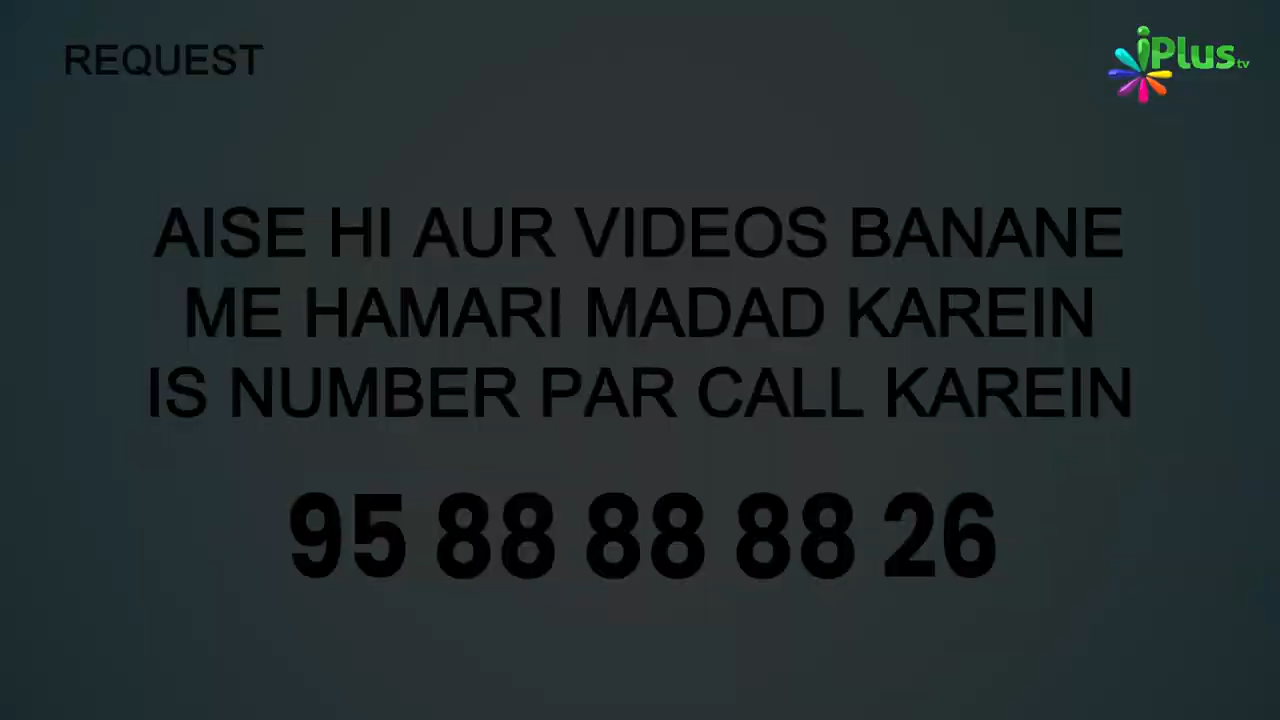 REQUEST
iPlus tv
AISE HI AUR VIDEOS BANANE
ME HAMARI MADAD KAREIN
IS NUMBER PAR CALL KAREIN
95 88 88 88 26